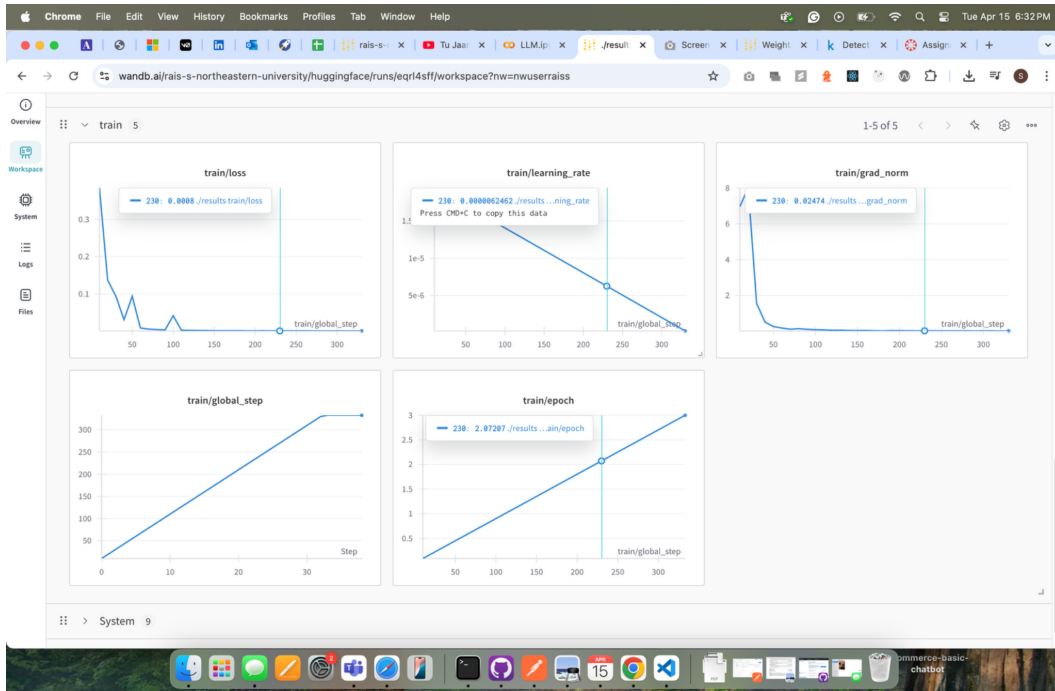 Chrome File Edit View History Bookmarks Profiles Tab Window Help Tue Apr 15 6:32 PM
rais-s- Tu Jaar LLM.ip ./result Screen Weight Detect Assign
wandb.ai/rais-s-northeastern-university/huggingface/runs/eqrl4sff/workspace?nw=nwuserraiss
S
Overview
Workspace
System
Logs
Files
train 5 1-5 of 5
train/loss
230: 0.0008 ./results train/loss
0.3
0.2
0.1
train/global_step
50 100 150 200 250 300
train/learning_rate
230: 0.0000062462 ./results ...ning_rate
Press CMD+C to copy this data
1e-5
5e-6
train/global_step
50 100 150 200 250 300
train/grad_norm
8
230: 0.02474 ./results ...grad_norm
6
4
2
train/global_step
50 100 150 200 250 300
train/global_step
300
250
200
150
100
50
Step
0 10 20 30
train/epoch
3
230: 2.07207 ./results ...ain/epoch
2.5
2
1.5
1
0.5
train/global_step
50 100 150 200 250 300
System 9
2
APR
15
ommerce-basic-
chatbot